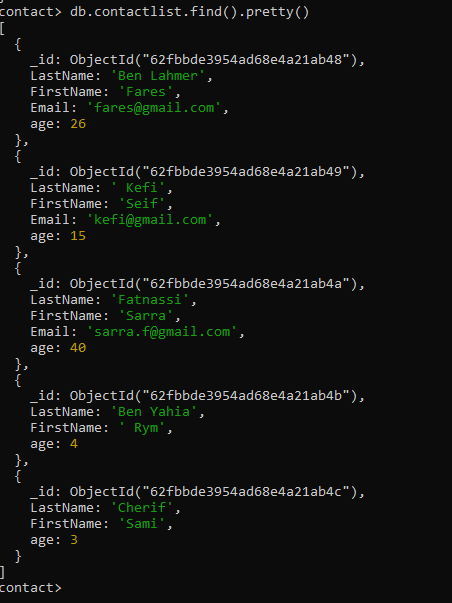 contact> db.contactlist.find().pretty()
[
  {
    _id: ObjectId("62fbbde3954ad68e4a21ab48"),
    LastName: 'Ben Lahmer',
    FirstName: 'Fares',
    Email: 'fares@gmail.com',
    age: 26
  },
  {
    _id: ObjectId("62fbbde3954ad68e4a21ab49"),
    LastName: ' Kefi',
    FirstName: 'Seif',
    Email: 'kefi@gmail.com',
    age: 15
  },
  {
    _id: ObjectId("62fbbde3954ad68e4a21ab4a"),
    LastName: 'Fatnassi',
    FirstName: 'Sarra',
    Email: 'sarra.f@gmail.com',
    age: 40
  },
  {
    _id: ObjectId("62fbbde3954ad68e4a21ab4b"),
    LastName: 'Ben Yahia',
    FirstName: ' Rym',
    age: 4
  },
  {
    _id: ObjectId("62fbbde3954ad68e4a21ab4c"),
    LastName: 'Cherif',
    FirstName: 'Sami',
    age: 3
  }
]
contact>